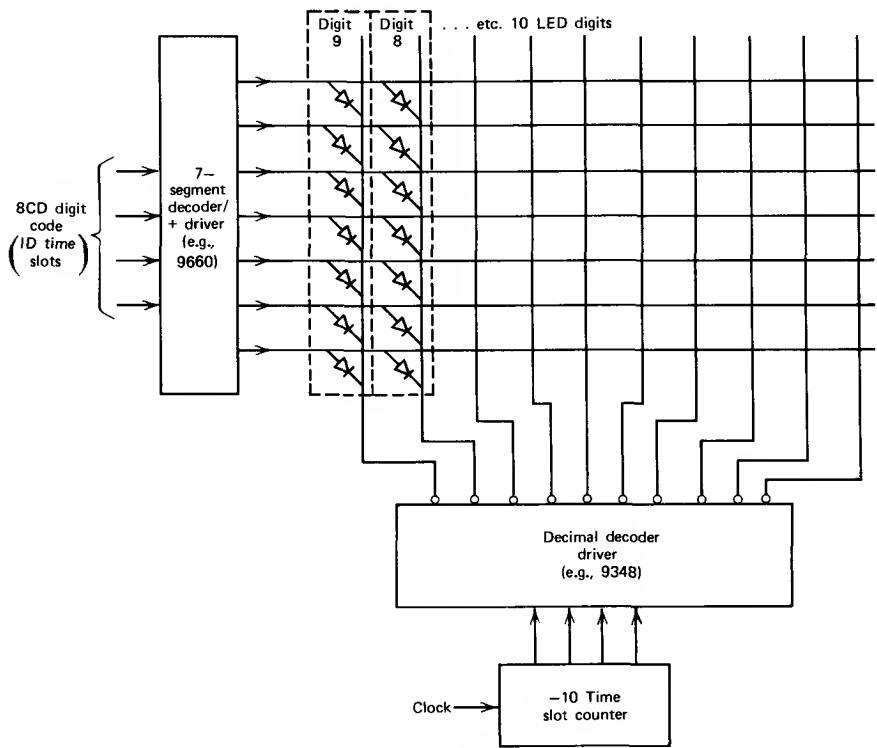 Digit 9
Digit 8
. . . etc. 10 LED digits
7–
segment
decoder/
+ driver
(e.g.,
9660)
8CD digit
code
(1D time
slots)
Decimal decoder
driver
(e.g., 9348)
Clock
–10 Time
slot counter